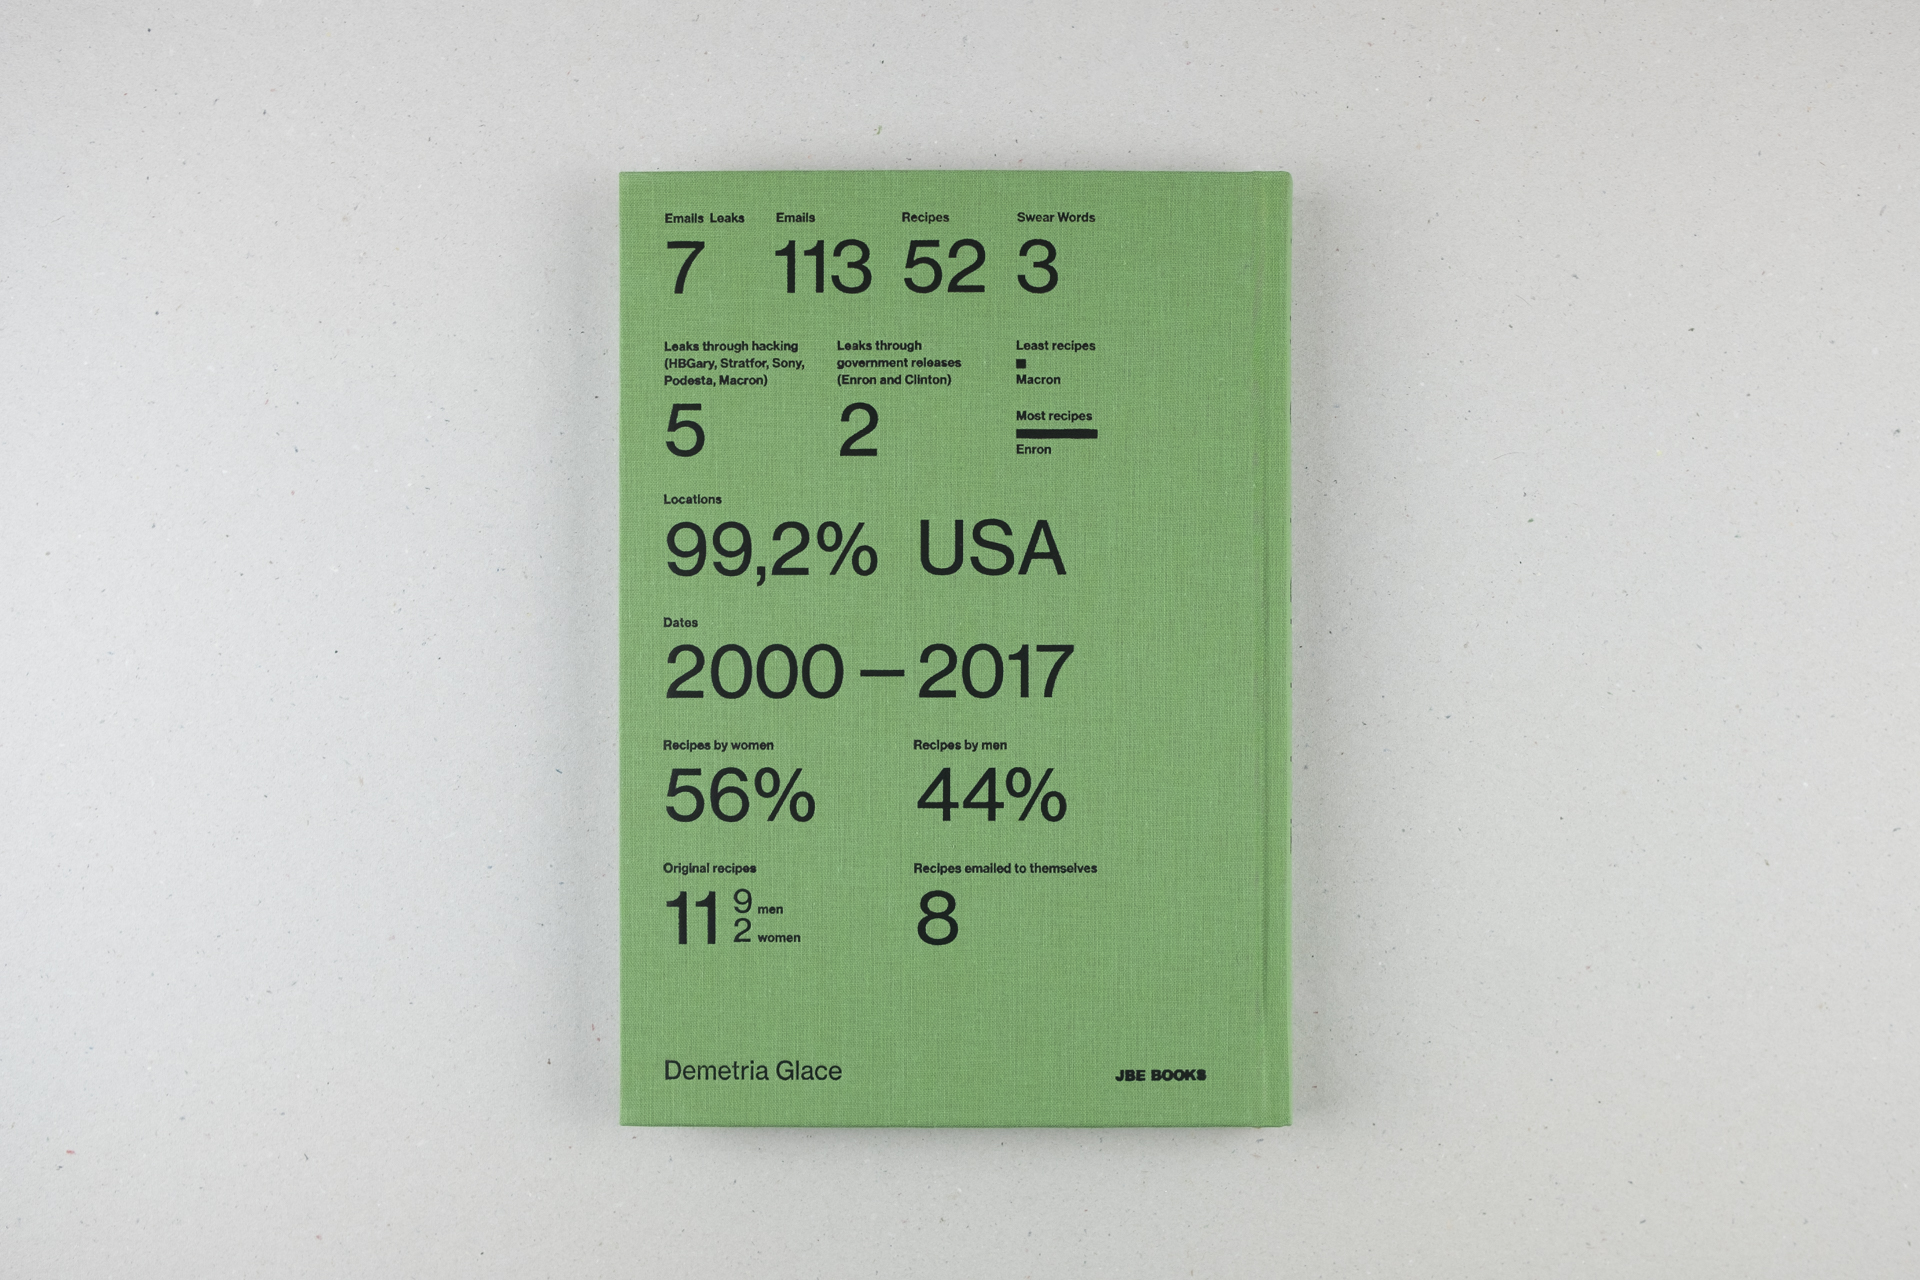 Emails Leaks Emails Recipes Swear Words
7 113 52 3
Leaks through hacking
(HBGary, Stratfor, Sony,
Podesta, Macron)
5
Leaks through
government releases
(Enron and Clinton)
2
Least recipes
Macron
Most recipes
Enron
Locations
99,2% USA
Dates
2000 – 2017
Recipes by women Recipes by men
56% 44%
Original recipes
11
9 men
2 women
Recipes emailed to themselves
8
Demetria Glace JBE BOOKS